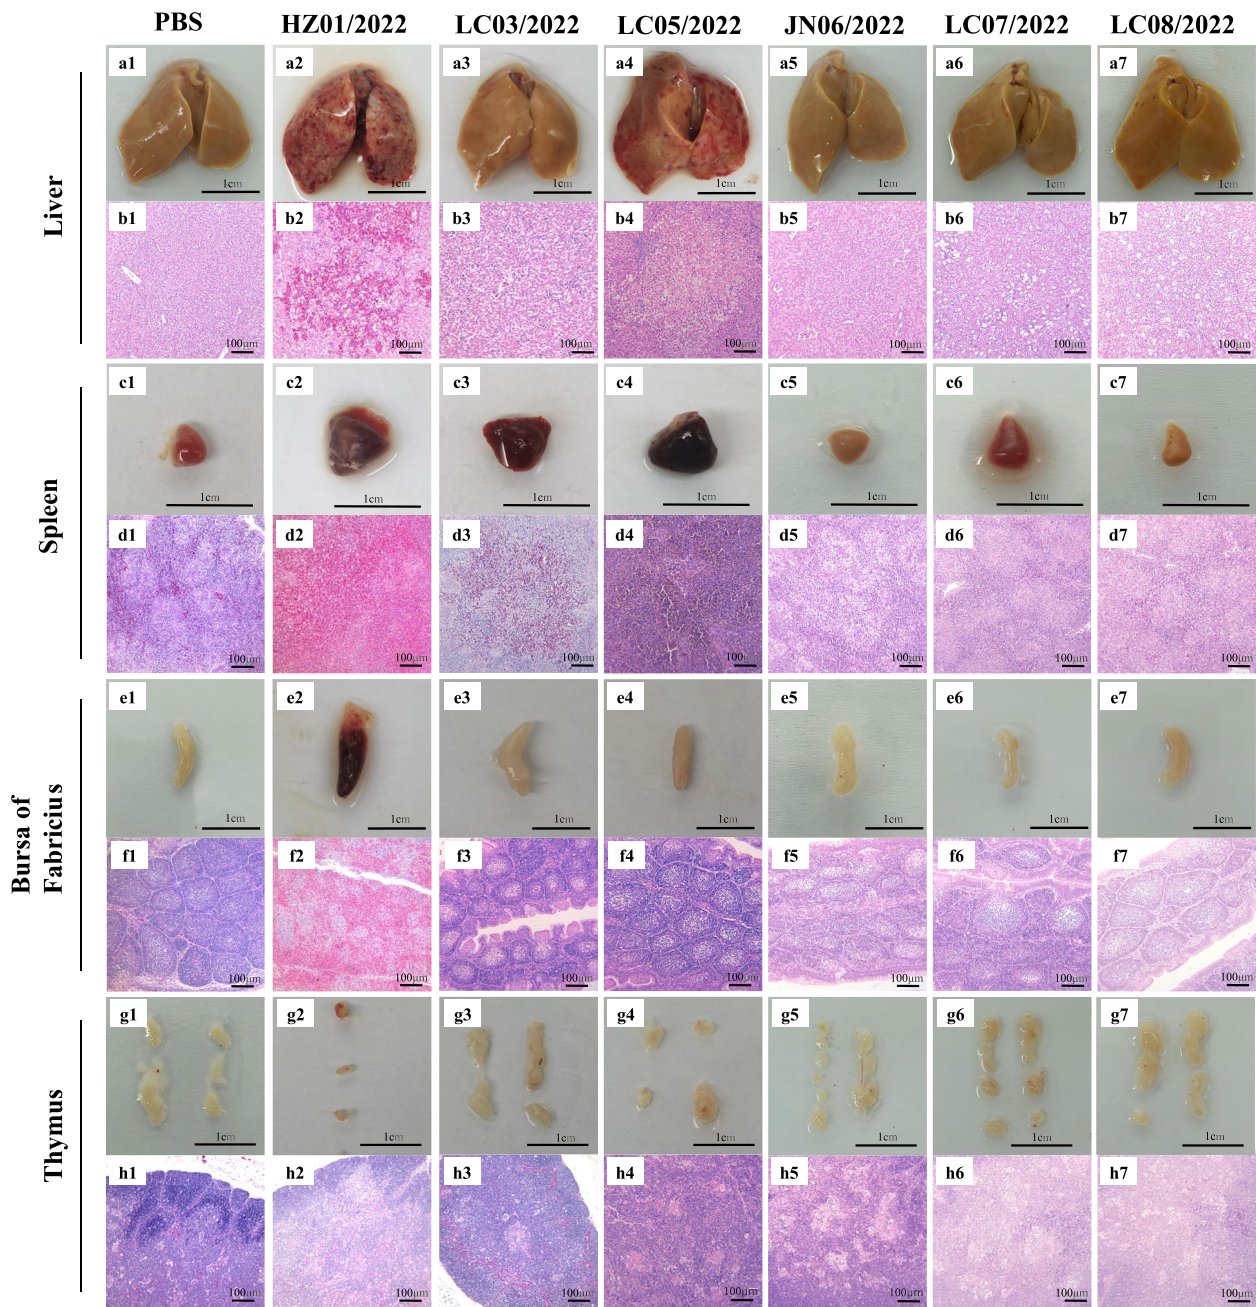 PBS HZ01/2022 LC03/2022 LC05/2022 JN06/2022 LC07/2022 LC08/2022
Liver
a1 a2 a3 a4 a5 a6 a7
1cm 1cm 1cm 1cm 1cm 1cm 1cm
b1 b2 b3 b4 b5 b6 b7
100μm 100μm 100μm 100μm 100μm 100μm 100μm
Spleen
c1 c2 c3 c4 c5 c6 c7
1cm 1cm 1cm 1cm 1cm 1cm 1cm
d1 d2 d3 d4 d5 d6 d7
100μm 100μm 100μm 100μm 100μm 100μm 100μm
Bursa of
Fabricius
e1 e2 e3 e4 e5 e6 e7
1cm 1cm 1cm 1cm 1cm 1cm 1cm
f1 f2 f3 f4 f5 f6 f7
100μm 100μm 100μm 100μm 100μm 100μm 100μm
Thymus
g1 g2 g3 g4 g5 g6 g7
1cm 1cm 1cm 1cm 1cm 1cm 1cm
h1 h2 h3 h4 h5 h6 h7
100μm 100μm 100μm 100μm 100μm 100μm 100μm